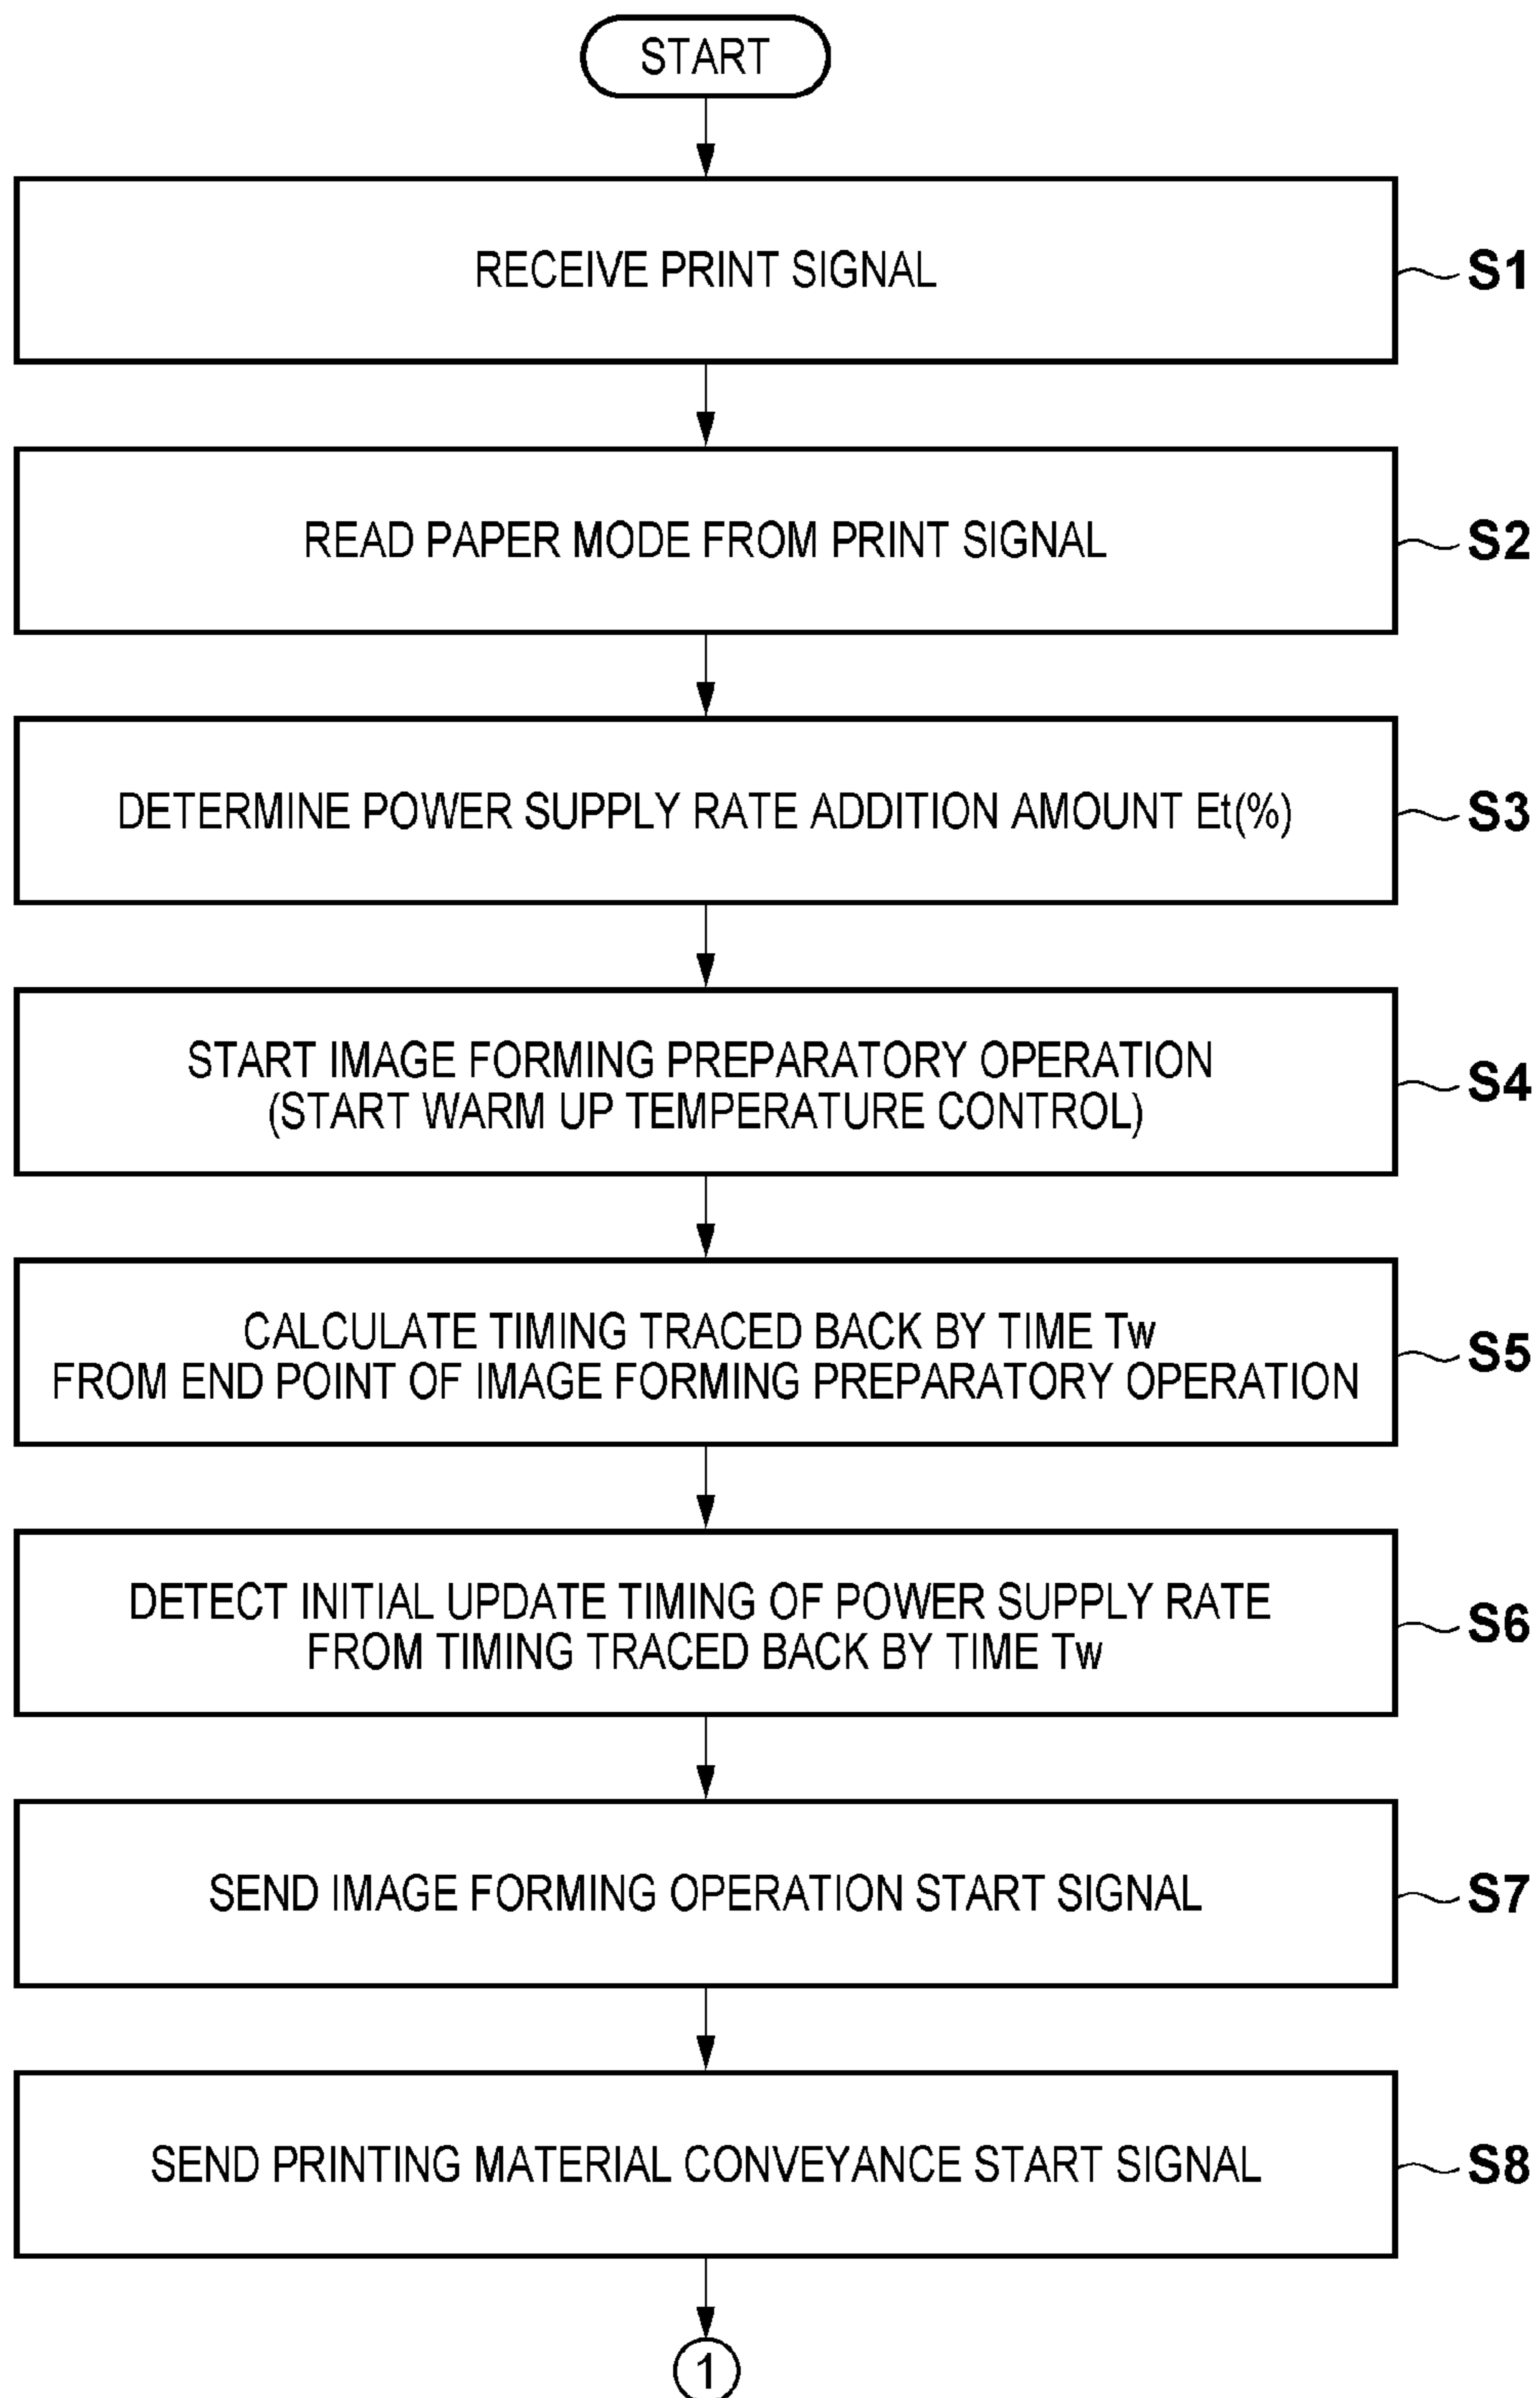 START
RECEIVE PRINT SIGNAL
S1
READ PAPER MODE FROM PRINT SIGNAL
S2
DETERMINE POWER SUPPLY RATE ADDITION AMOUNT Et(%)
S3
START IMAGE FORMING PREPARATORY OPERATION
(START WARM UP TEMPERATURE CONTROL)
S4
CALCULATE TIMING TRACED BACK BY TIME Tw
FROM END POINT OF IMAGE FORMING PREPARATORY OPERATION
S5
DETECT INITIAL UPDATE TIMING OF POWER SUPPLY RATE
FROM TIMING TRACED BACK BY TIME Tw
S6
SEND IMAGE FORMING OPERATION START SIGNAL
S7
SEND PRINTING MATERIAL CONVEYANCE START SIGNAL
S8
1